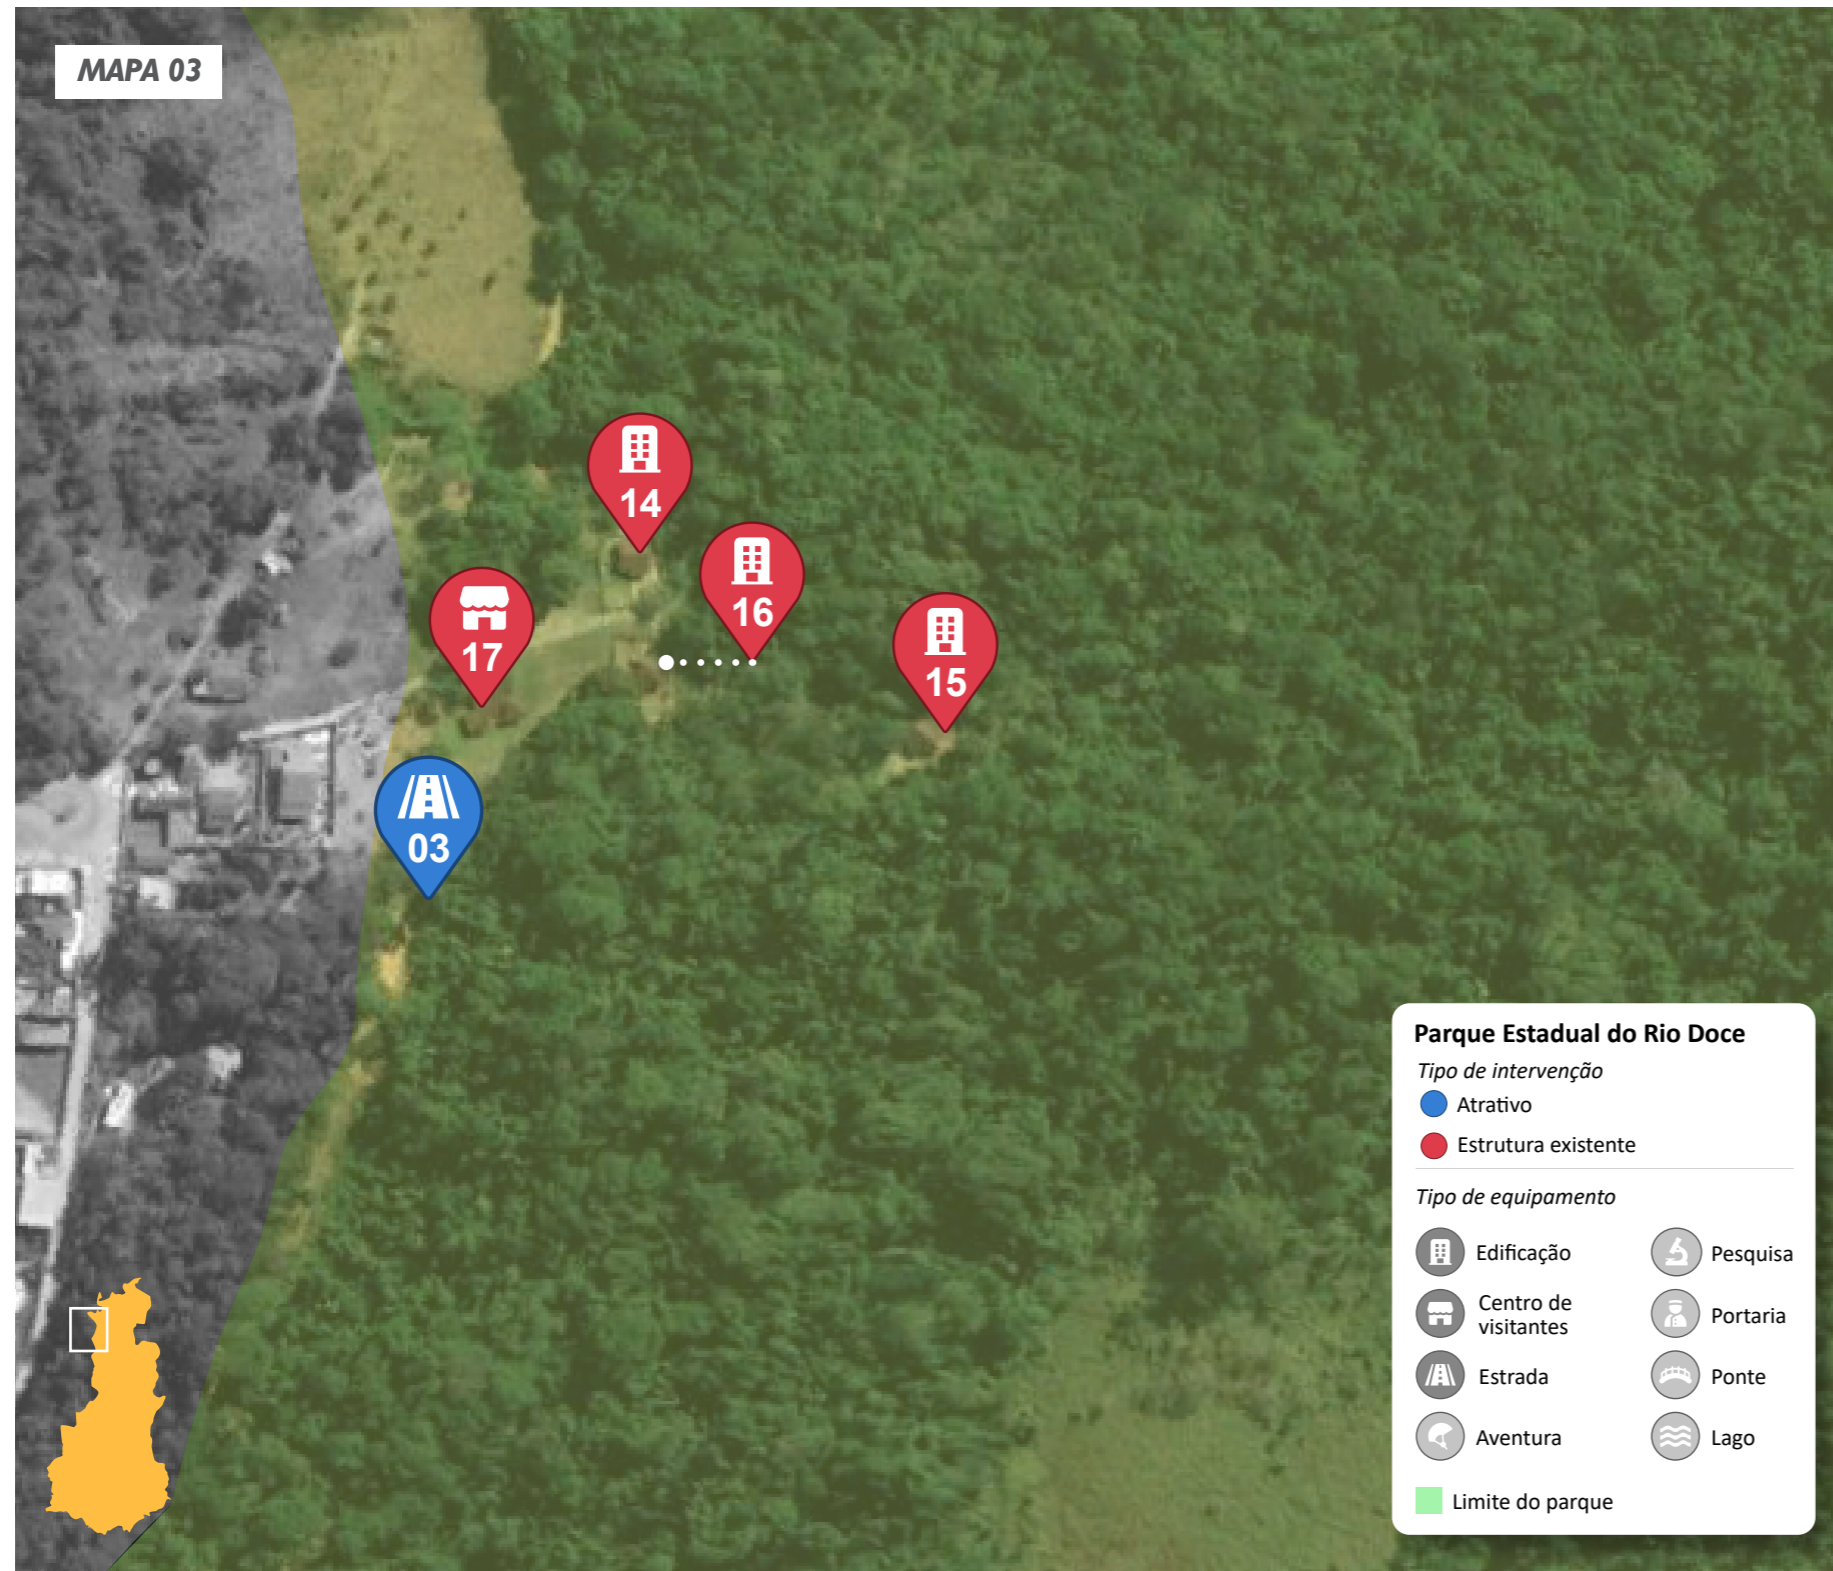 MAPA 03
14
16
17
15
03
Parque Estadual do Rio Doce
Tipo de intervenção
Atrativo
Estrutura existente
Tipo de equipamento
Edificação
Pesquisa
Centro de
visitantes
Portaria
Estrada
Ponte
Aventura
Lago
Limite do parque